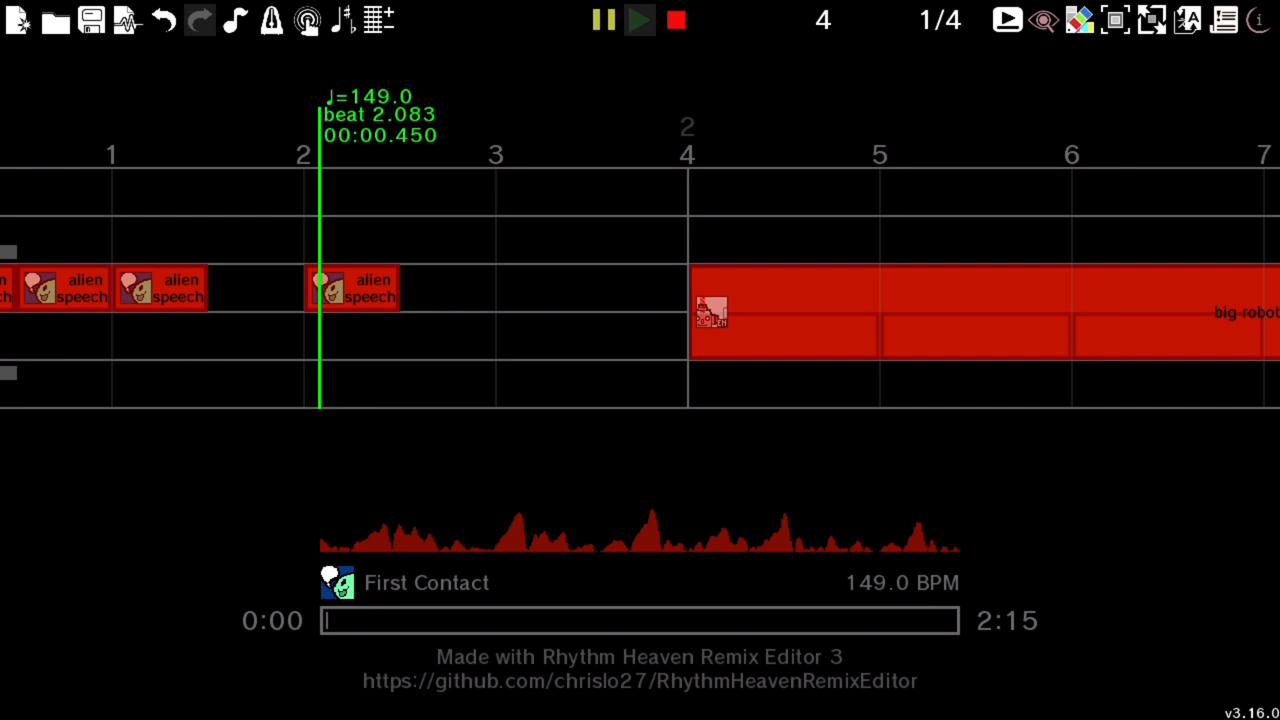 4
1/4
♩=149.0
beat 2.083
00:00.450
2
1 2 3 4 5 6 7
alien speech
alien speech
alien speech
big robot
First Contact 149.0 BPM
0:00 2:15
Made with Rhythm Heaven Remix Editor 3
https://github.com/chrislo27/RhythmHeavenRemixEditor
v3.16.0